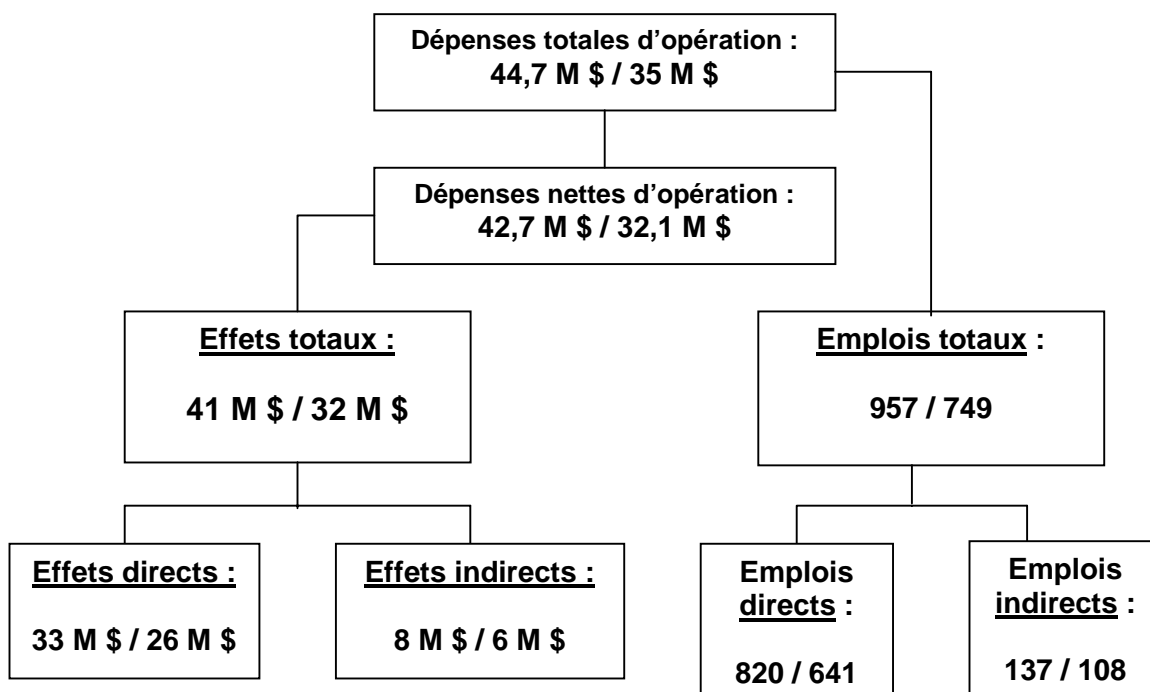 Dépenses totales d’opération :
44,7 M $ / 35 M $
Dépenses nettes d’opération :
42,7 M $ / 32,1 M $
Effets totaux :
41 M $ / 32 M $
Emplois totaux :
957 / 749
Effets directs :
33 M $ / 26 M $
Effets indirects :
8 M $ / 6 M $
Emplois
directs :
820 / 641
Emplois
indirects :
137 / 108